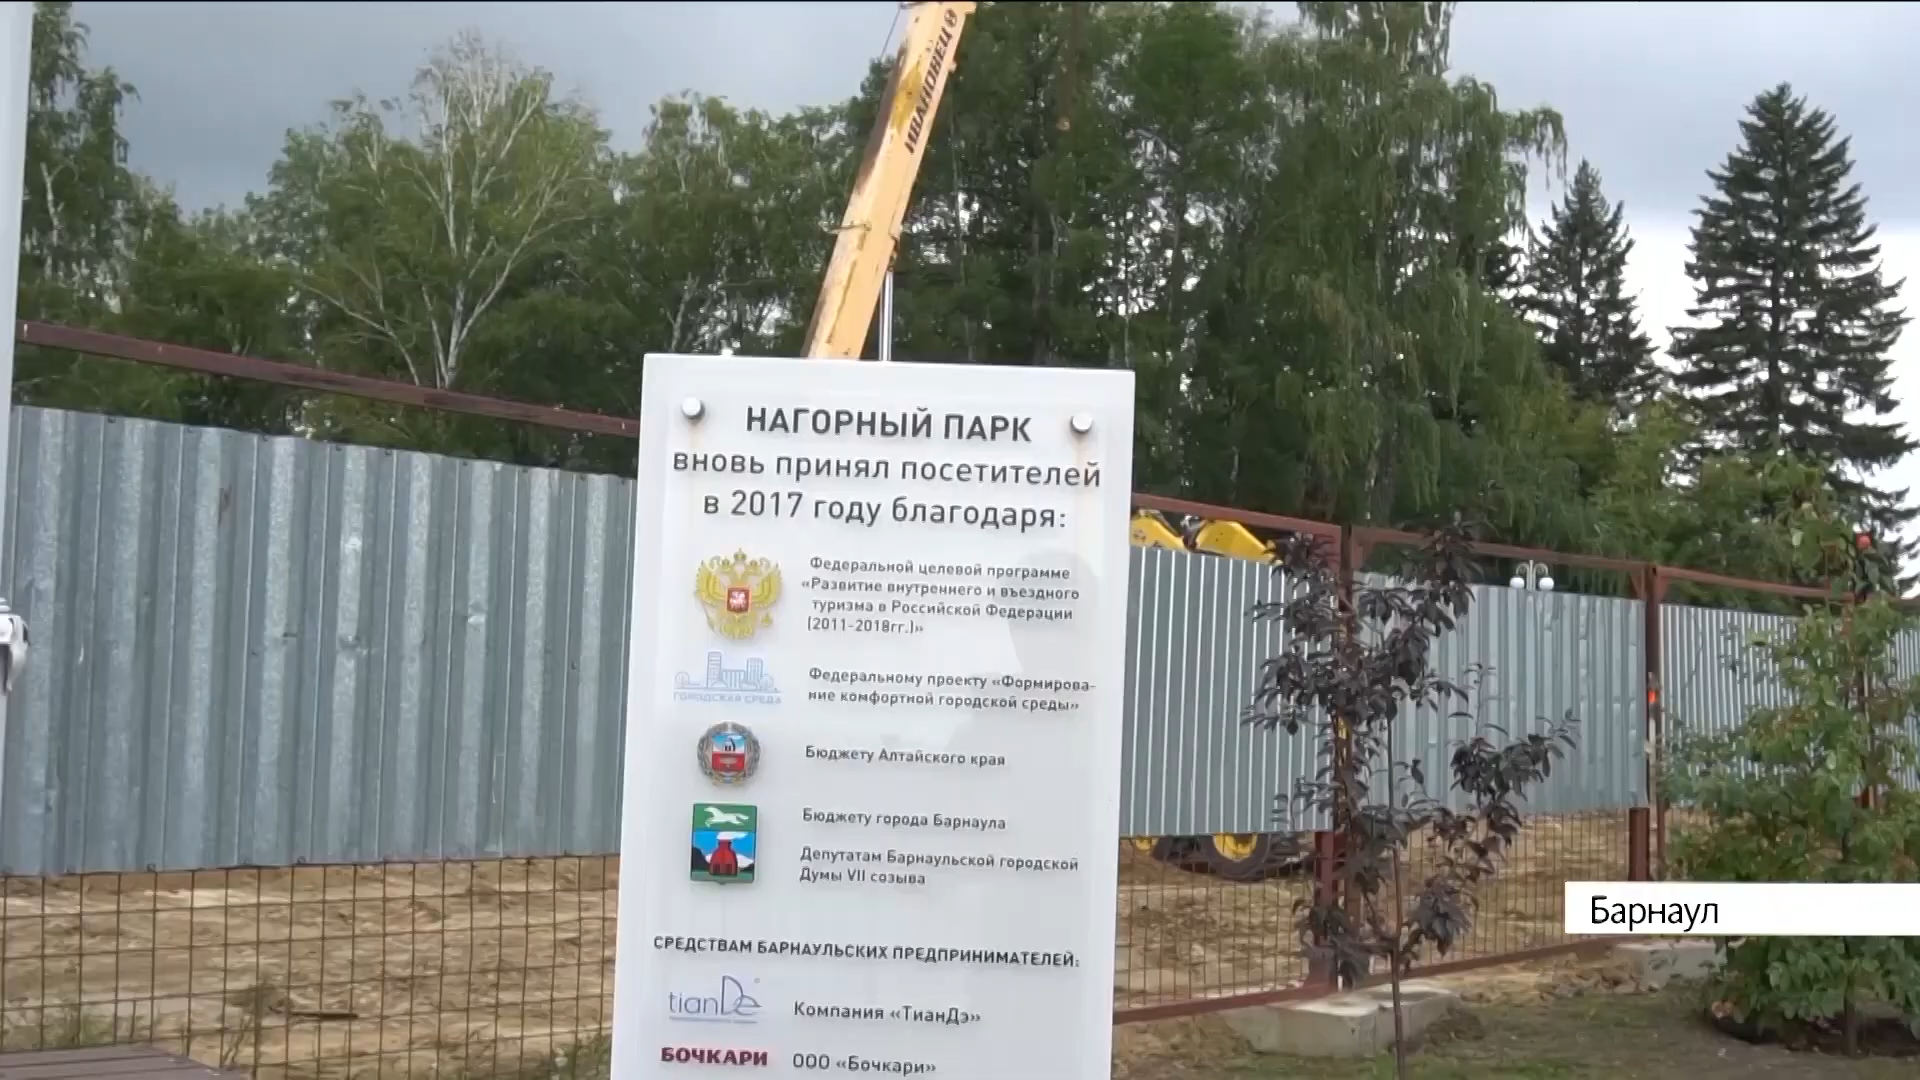 ИВАНОВЕЦ
НАГОРНЫЙ ПАРК
вновь принял посетителей
в 2017 году благодаря:
Федеральной целевой программе
«Развитие внутреннего и въездного
туризма в Российской Федерации
(2011-2018гг.)»
ГОРОДСКАЯ СРЕДА
Федеральному проекту «Формирова-
ние комфортной городской среды»
Бюджету Алтайского края
Бюджету города Барнаула
Депутатам Барнаульской городской
Думы VII созыва
СРЕДСТВАМ БАРНАУЛЬСКИХ ПРЕДПРИНИМАТЕЛЕЙ:
tianDe
Компания «ТианДэ»
БОЧКАРИ
ООО «Бочкари»
Барнаул